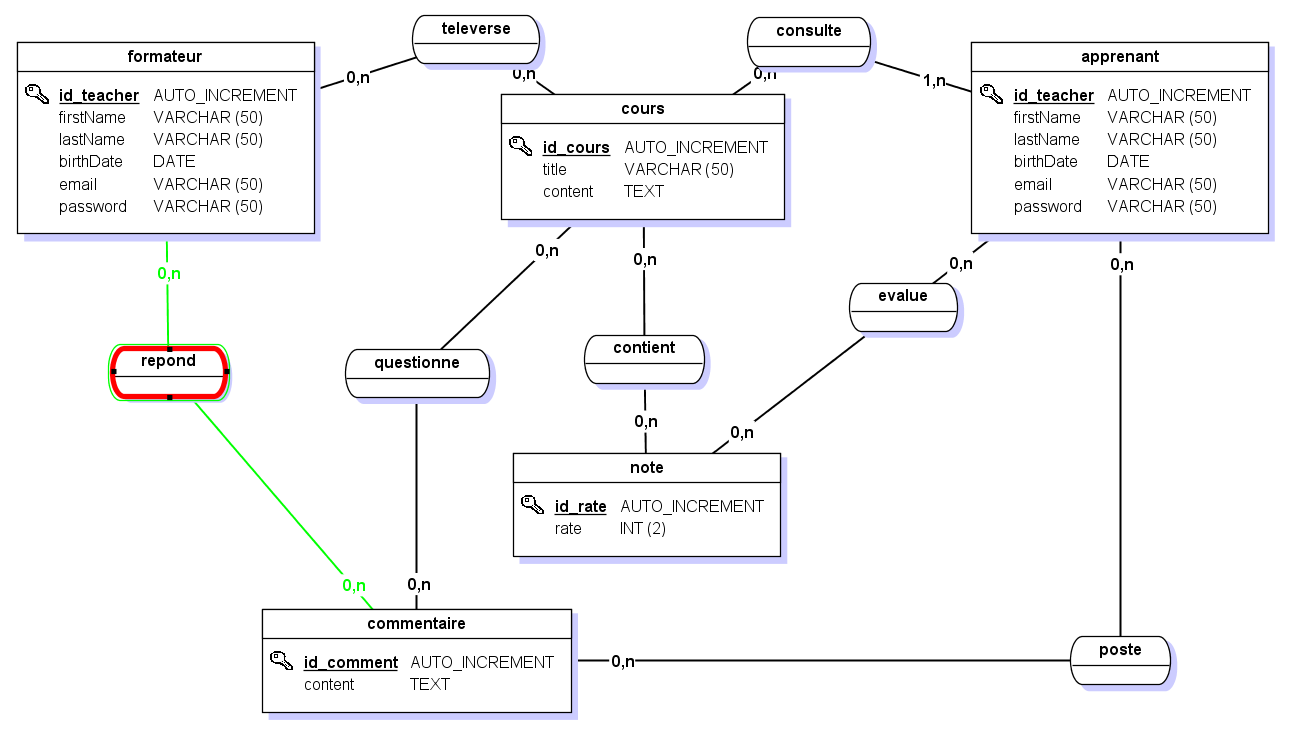 televerse
consulte
formateur
id_teacher AUTO_INCREMENT
firstName VARCHAR (50)
lastName VARCHAR (50)
birthDate DATE
email VARCHAR (50)
password VARCHAR (50)
0,n
0,n
0,n
1,n
apprenant
id_teacher AUTO_INCREMENT
firstName VARCHAR (50)
lastName VARCHAR (50)
birthDate DATE
email VARCHAR (50)
password VARCHAR (50)
cours
id_cours AUTO_INCREMENT
title VARCHAR (50)
content TEXT
0,n
0,n
0,n
0,n
0,n
evalue
repond
questionne
contient
0,n
0,n
note
id_rate AUTO_INCREMENT
rate INT (2)
0,n
0,n
commentaire
id_comment AUTO_INCREMENT
content TEXT
0,n
poste